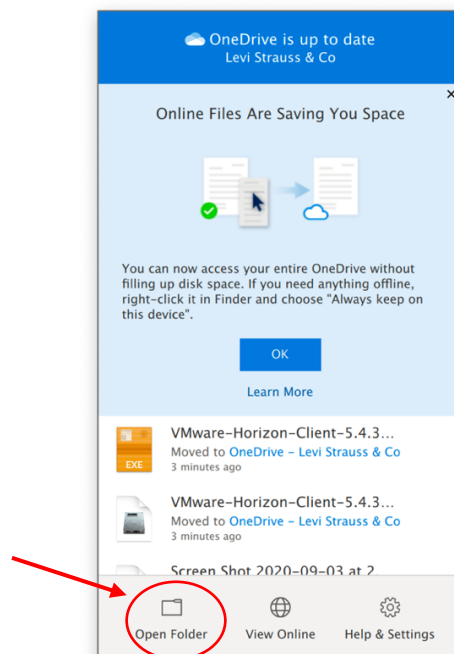 OneDrive is up to date
Levi Strauss & Co
Online Files Are Saving You Space
You can now access your entire OneDrive without
filling up disk space. If you need anything offline,
right-click it in Finder and choose "Always keep on
this device".
OK
Learn More
VMware-Horizon-Client-5.4.3...
Moved to OneDrive – Levi Strauss & Co
3 minutes ago
EXE
VMware-Horizon-Client-5.4.3...
Moved to OneDrive – Levi Strauss & Co
3 minutes ago
Screen Shot 2020-09-03 at 2
Open Folder
View Online
Help & Settings